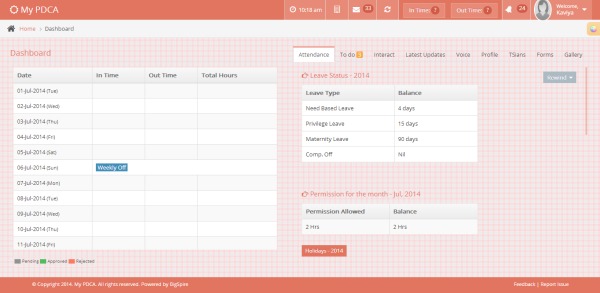 My PDCA
10:18 am
33
In Time: ?
Out Time: ?
24
Welcome,
Kaviya
Home
Dashboard
Dashboard
Date In Time Out Time Total Hours
01-Jul-2014 (Tue)
02-Jul-2014 (Wed)
03-Jul-2014 (Thu)
04-Jul-2014 (Fri)
05-Jul-2014 (Sat)
06-Jul-2014 (Sun) Weekly Off
07-Jul-2014 (Mon)
08-Jul-2014 (Tue)
09-Jul-2014 (Wed)
10-Jul-2014 (Thu)
11-Jul-2014 (Fri)
Pending Approved Rejected
Attendance To do Interact Latest Updates Voice Profile TSians Forms Gallery
Leave Status - 2014
Leave Type Balance
Need Based Leave 4 days
Privilege Leave 15 days
Maternity Leave 90 days
Comp. Off Nil
Permission for the month - Jul, 2014
Permission Allowed Balance
2 Hrs 2 Hrs
Holidays - 2014
© Copyright 2014. My PDCA. All rights reserved. Powered by BigSpire
Feedback | Report Issue